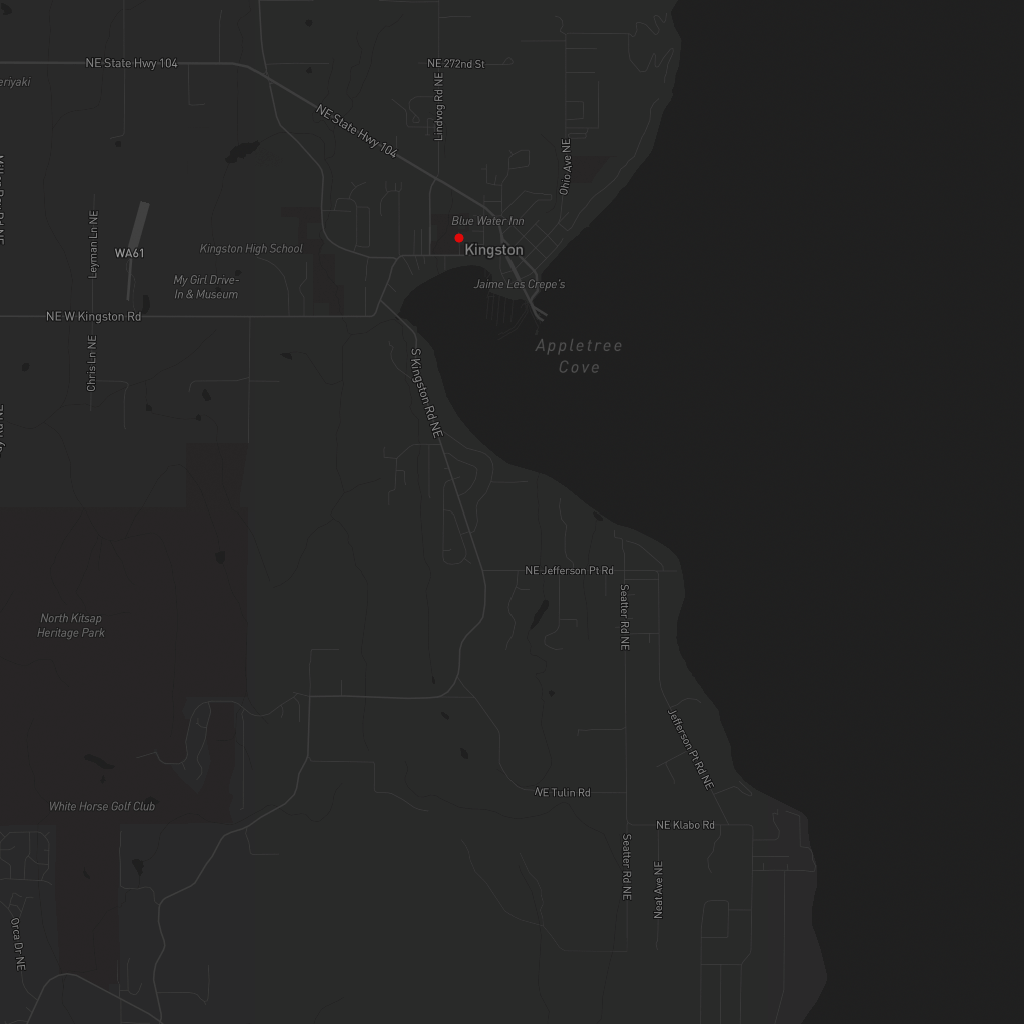 NE State Hwy 104
NE 272nd St
eriyaki
Lindvog Rd NE
NE State Hwy 104
Ohio Ave NE
Leyman Ln NE
Blue Water Inn
Kingston High School
Kingston
WA61
My Girl Drive-
In & Museum
Jaime Les Crepe's
NE W Kingston Rd
Appletree
Cove
Chris Ln NE
S Kingston Rd NE
NE Jefferson Pt Rd
Seatter Rd NE
North Kitsap
Heritage Park
Jefferson Pt Rd NE
NE Tulin Rd
White Horse Golf Club
NE Klabo Rd
Seatter Rd NE
Neat Ave NE
Orca Dr NE